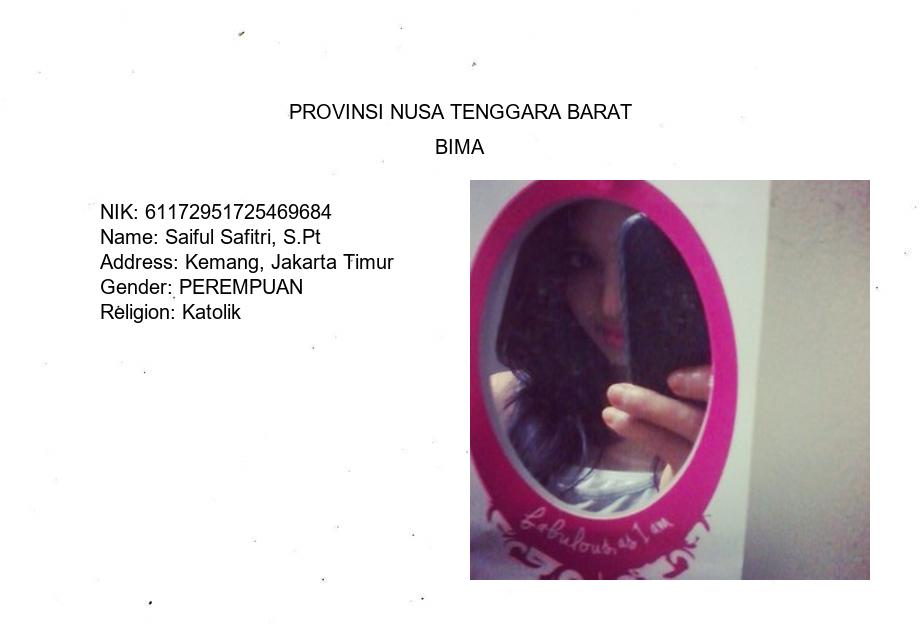 PROVINSI NUSA TENGGARA BARAT
BIMA
NIK: 61172951725469684
Name: Saiful Safitri, S.Pt
Address: Kemang, Jakarta Timur
Gender: PEREMPUAN
Religion: Katolik
fabulous as I am